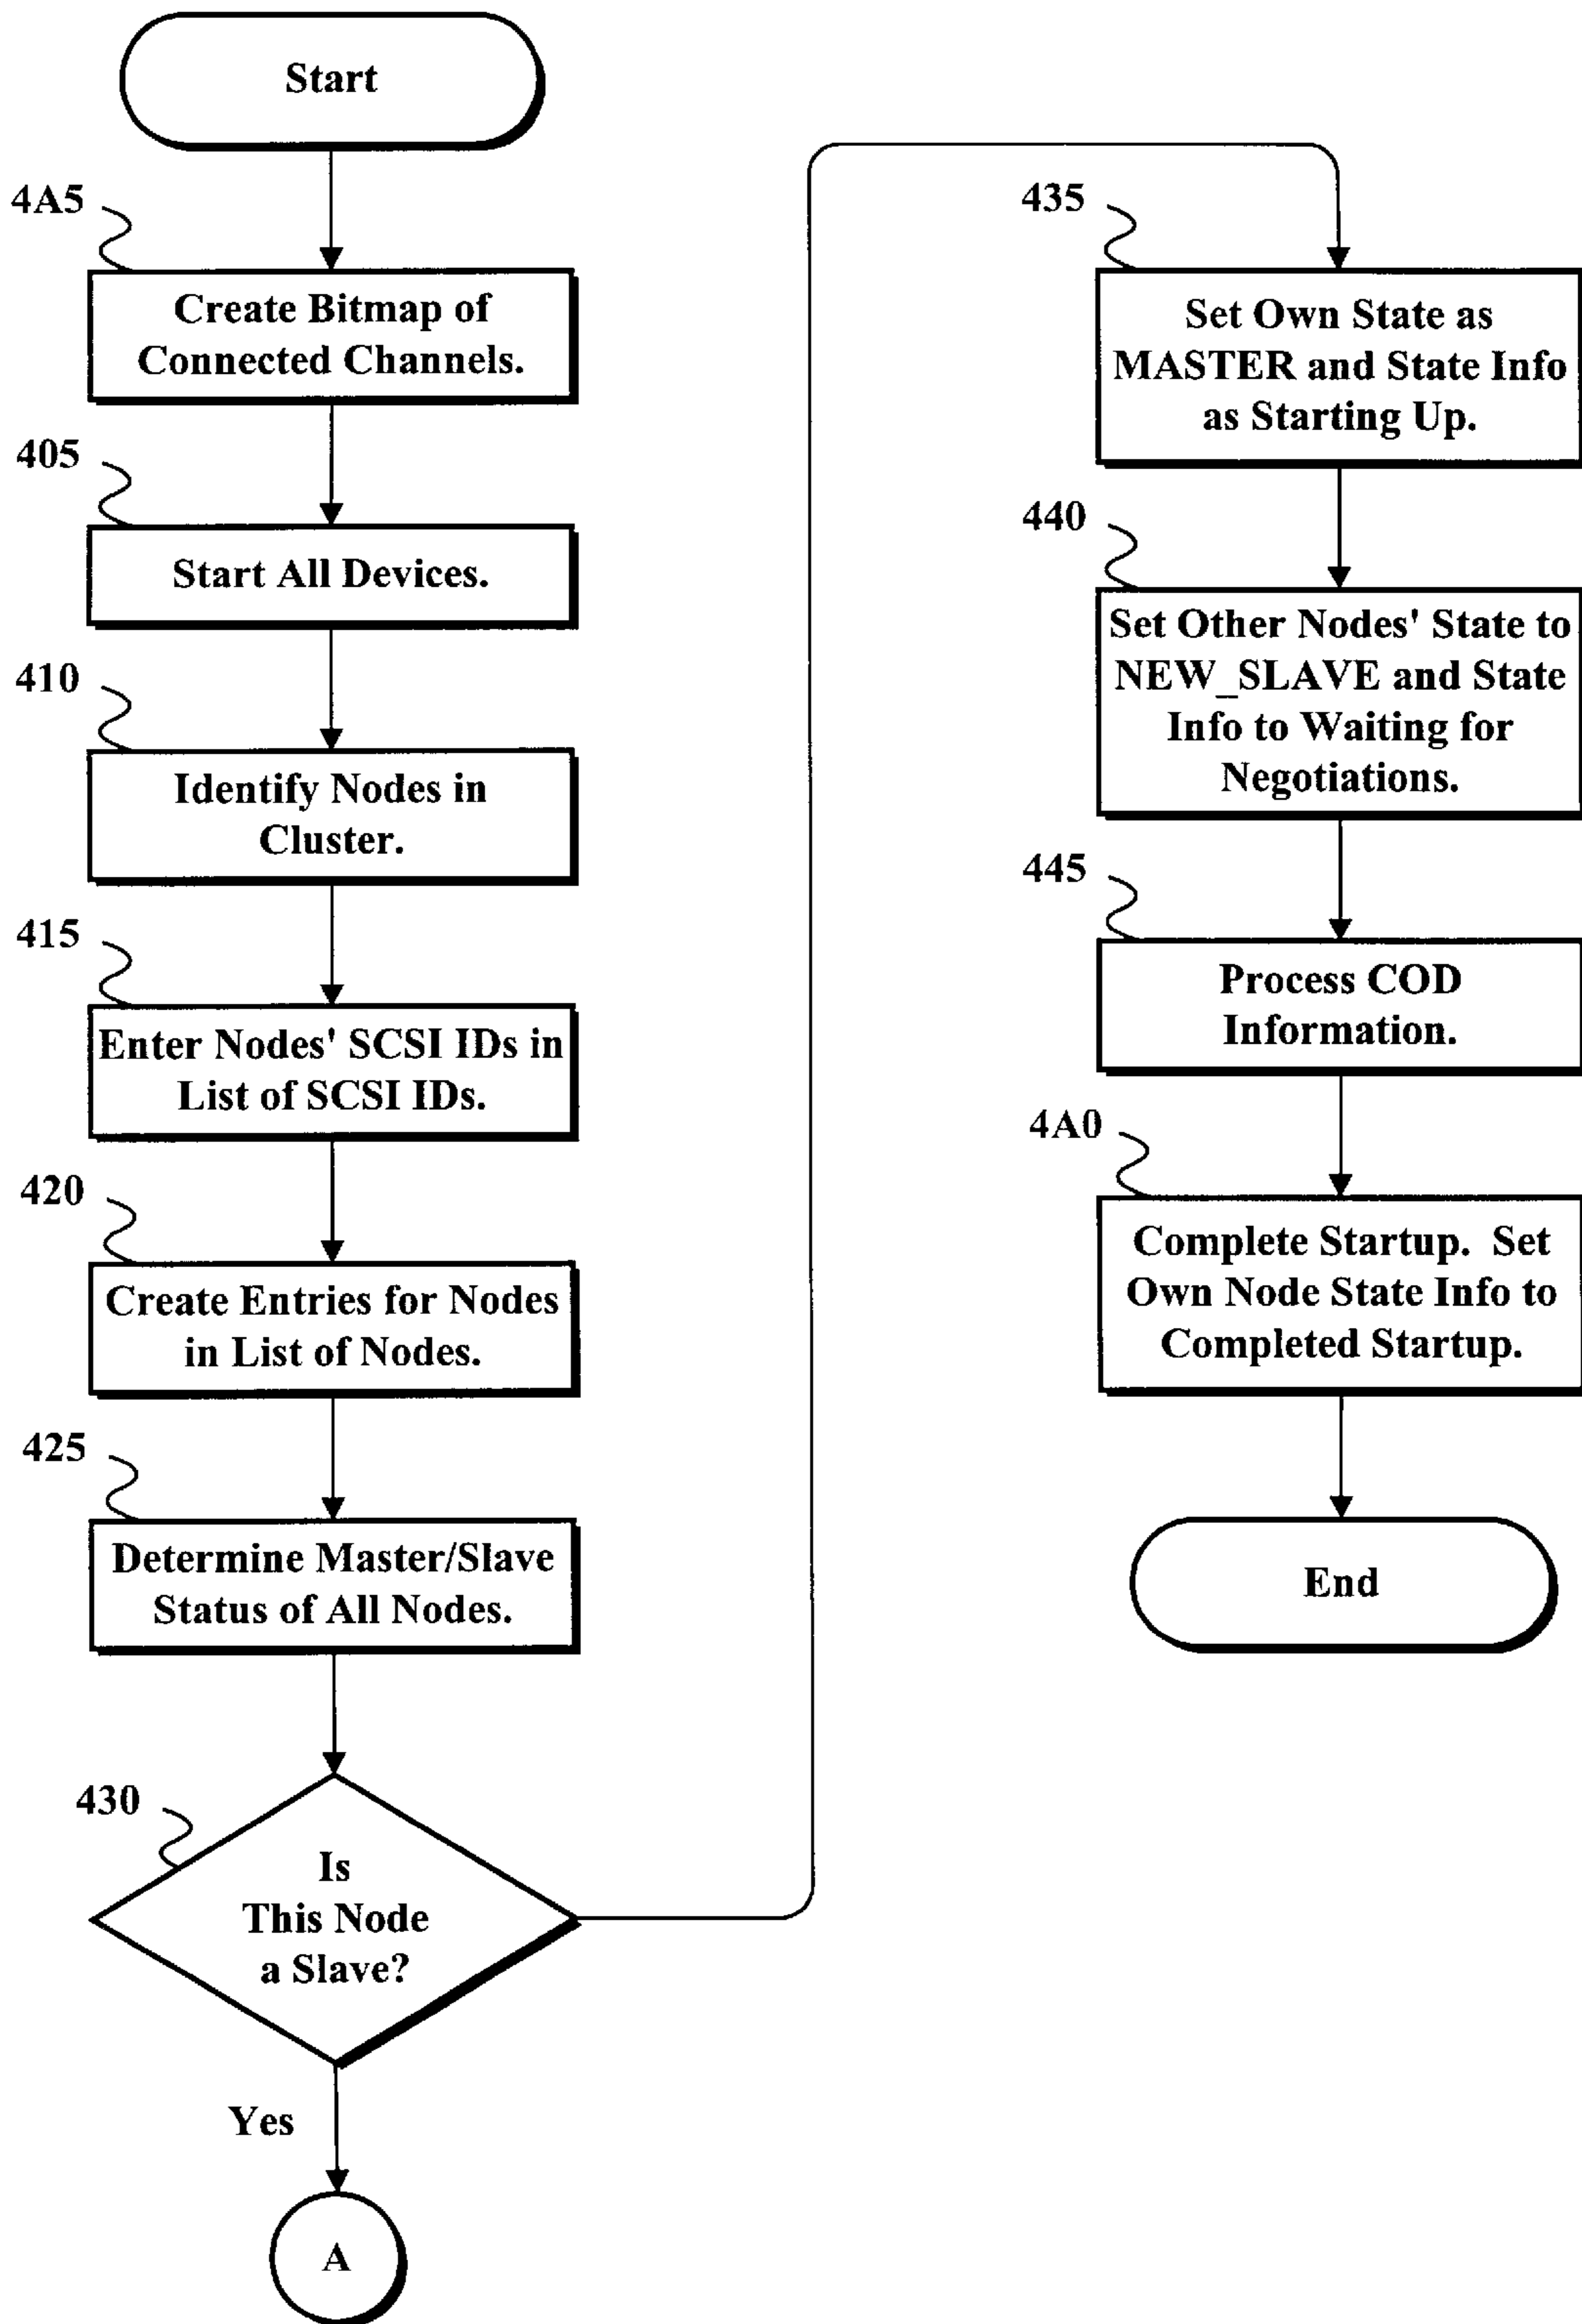 Start
4A5
Create Bitmap of
Connected Channels.
405
Start All Devices.
410
Identify Nodes in
Cluster.
415
Enter Nodes' SCSI IDs in
List of SCSI IDs.
420
Create Entries for Nodes
in List of Nodes.
425
Determine Master/Slave
Status of All Nodes.
430
Is
This Node
a Slave?
Yes
A
435
Set Own State as
MASTER and State Info
as Starting Up.
440
Set Other Nodes' State to
NEW_SLAVE and State
Info to Waiting for
Negotiations.
445
Process COD
Information.
4A0
Complete Startup. Set
Own Node State Info to
Completed Startup.
End